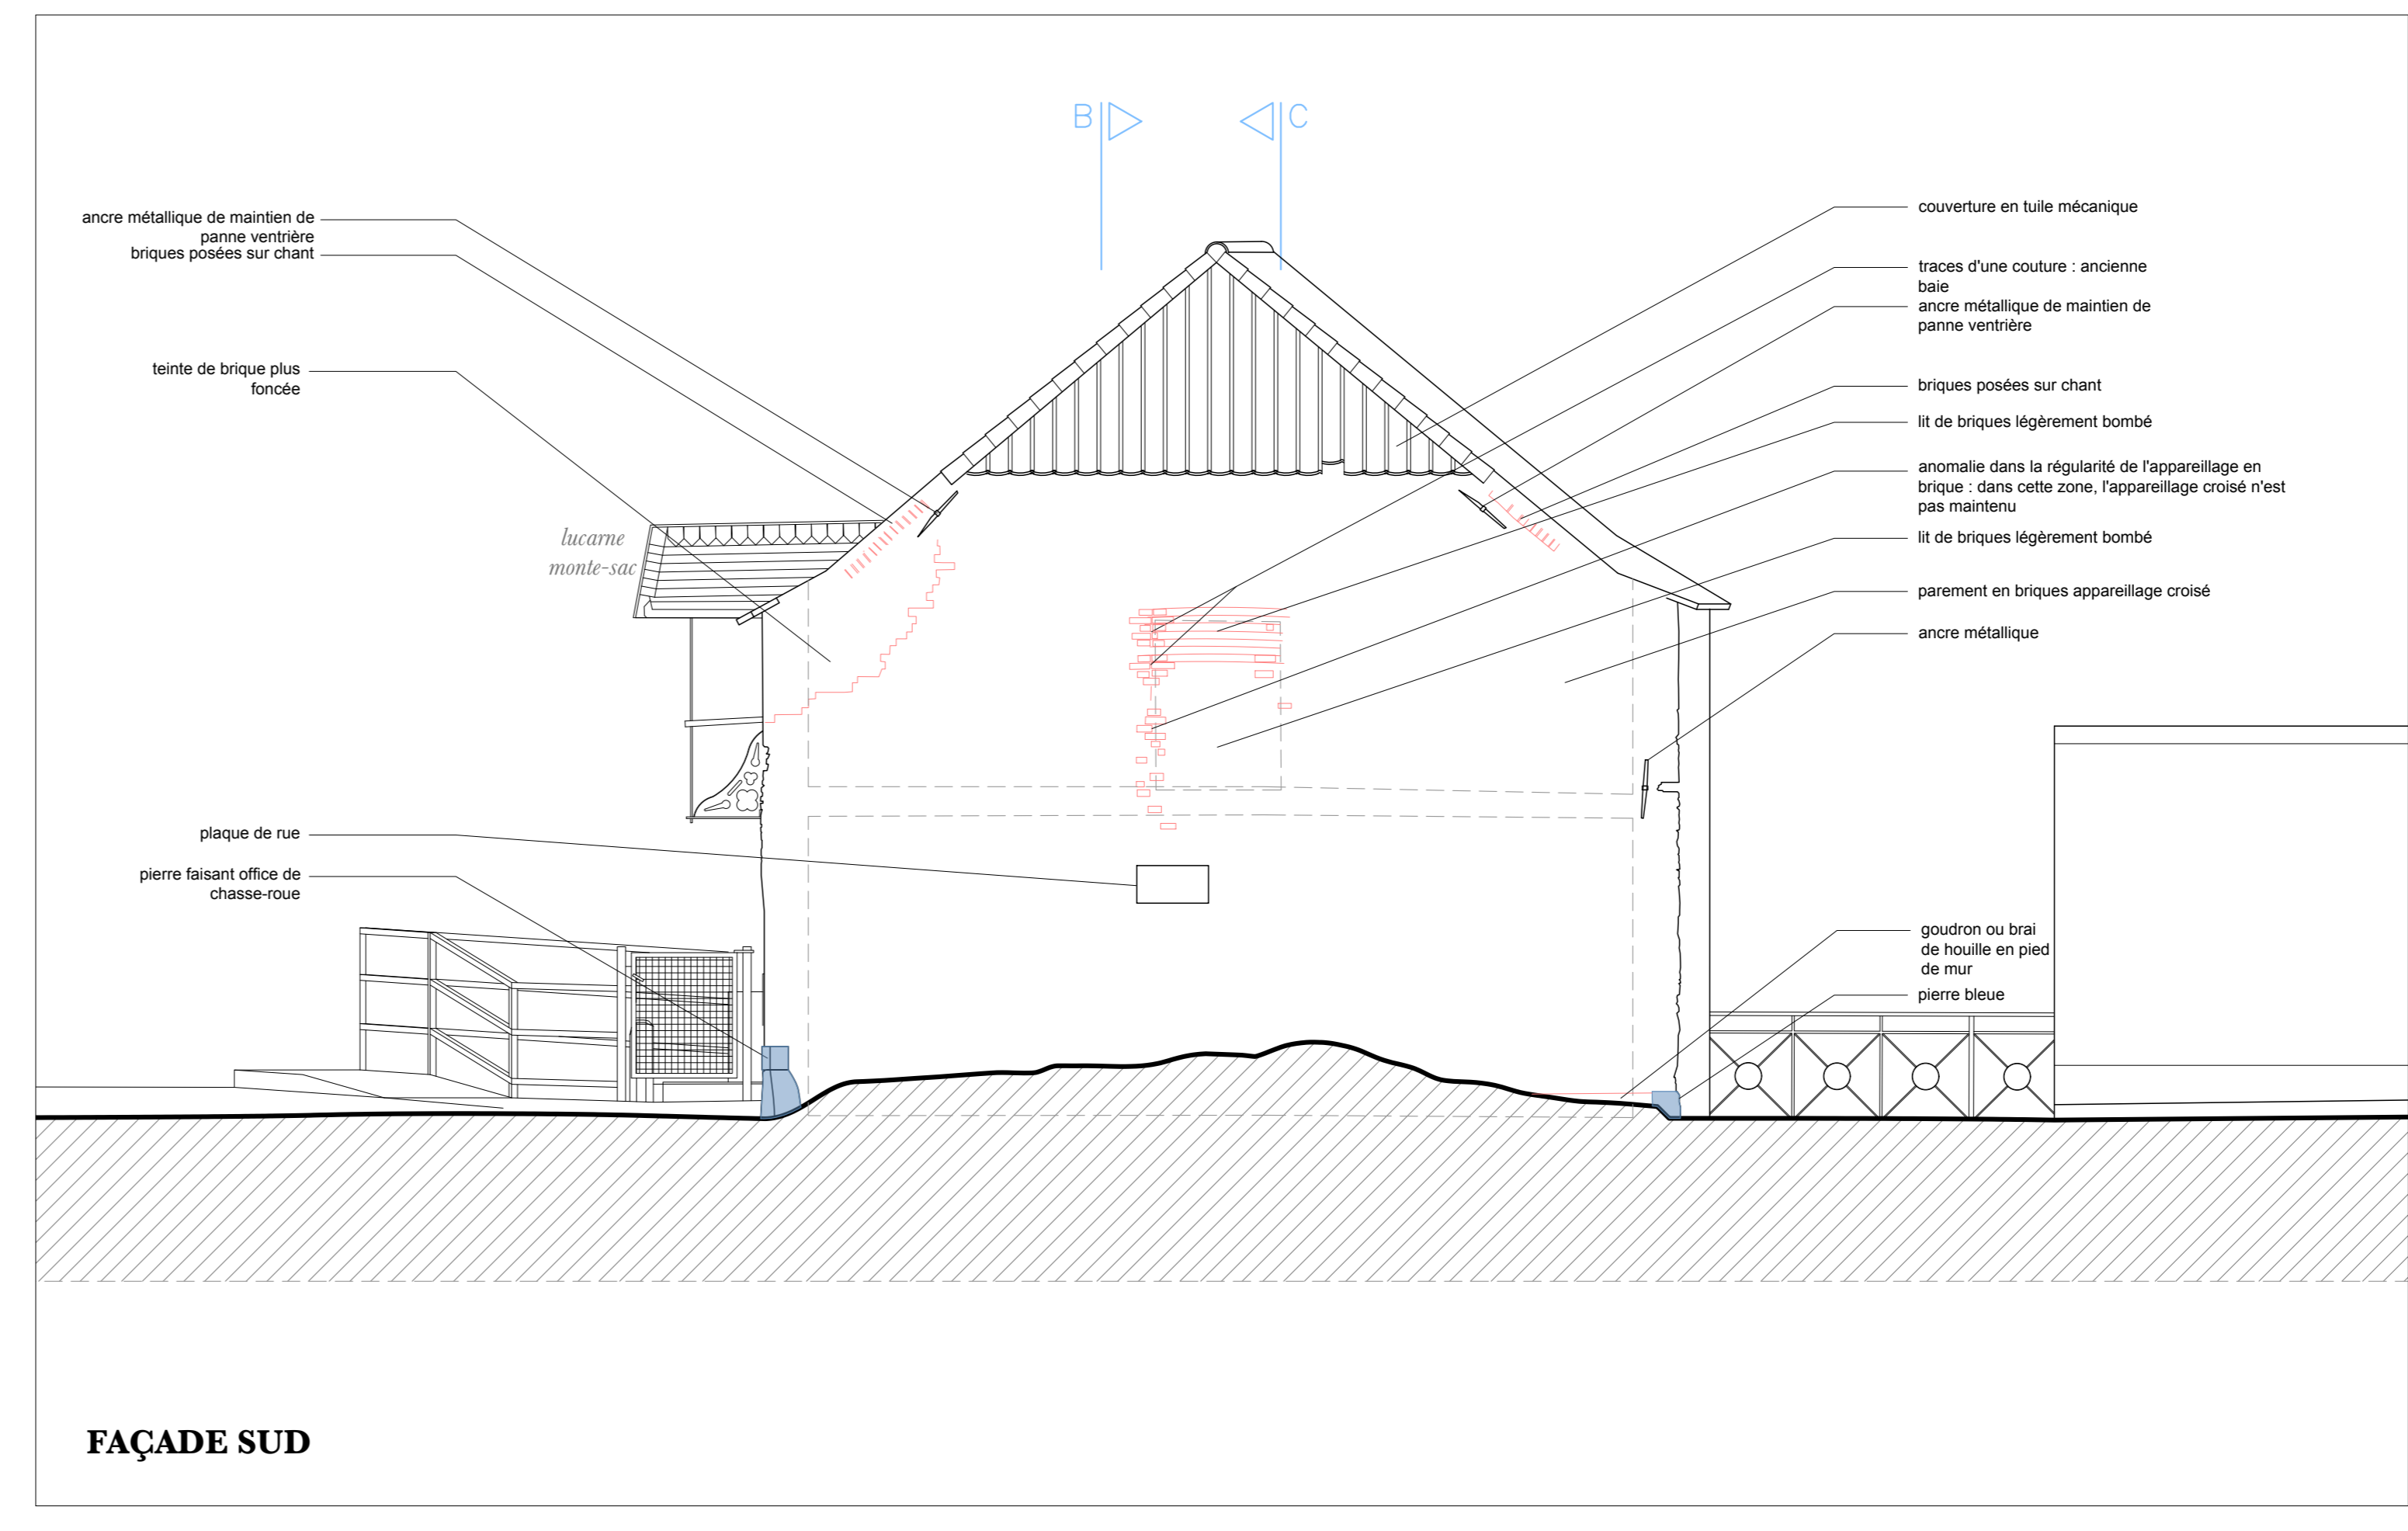 B
C
ancre métallique de maintien de
panne ventrière
briques posées sur chant
teinte de brique plus
foncée
lucarne
monte-sac
plaque de rue
pierre faisant office de
chasse-roue
couverture en tuile mécanique
traces d'une couture : ancienne
baie
ancre métallique de maintien de
panne ventrière
briques posées sur chant
lit de briques légèrement bombé
anomalie dans la régularité de l'appareillage en
brique : dans cette zone, l'appareillage croisé n'est
pas maintenu
lit de briques légèrement bombé
parement en briques appareillage croisé
ancre métallique
goudron ou brai
de houille en pied
de mur
pierre bleue
FAÇADE SUD